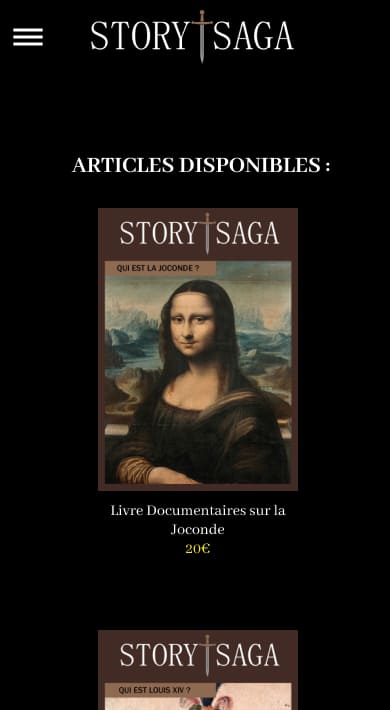 STORY SAGA
ARTICLES DISPONIBLES :
STORY SAGA
QUI EST LA JOCONDE ?
Livre Documentaires sur la
Joconde
20€
STORY SAGA
QUI EST LOUIS XIV ?